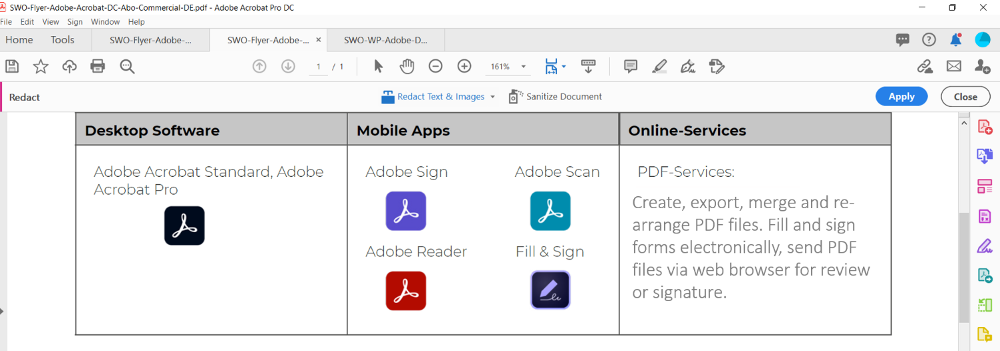 SWO-Flyer-Adobe-Acrobat-DC-Abo-Commercial-DE.pdf - Adobe Acrobat Pro DC
File Edit View Sign Window Help
Home Tools SWO-Flyer-Adobe-... SWO-Flyer-Adobe-... × SWO-WP-Adobe-D...
1 / 1 161%
Redact Redact Text & Images Sanitize Document Apply Close
Desktop Software Mobile Apps Online-Services
Adobe Acrobat Standard, Adobe
Acrobat Pro
Adobe Sign Adobe Scan
Adobe Reader Fill & Sign
PDF-Services:
Create, export, merge and re-
arrange PDF files. Fill and sign
forms electronically, send PDF
files via web browser for review
or signature.